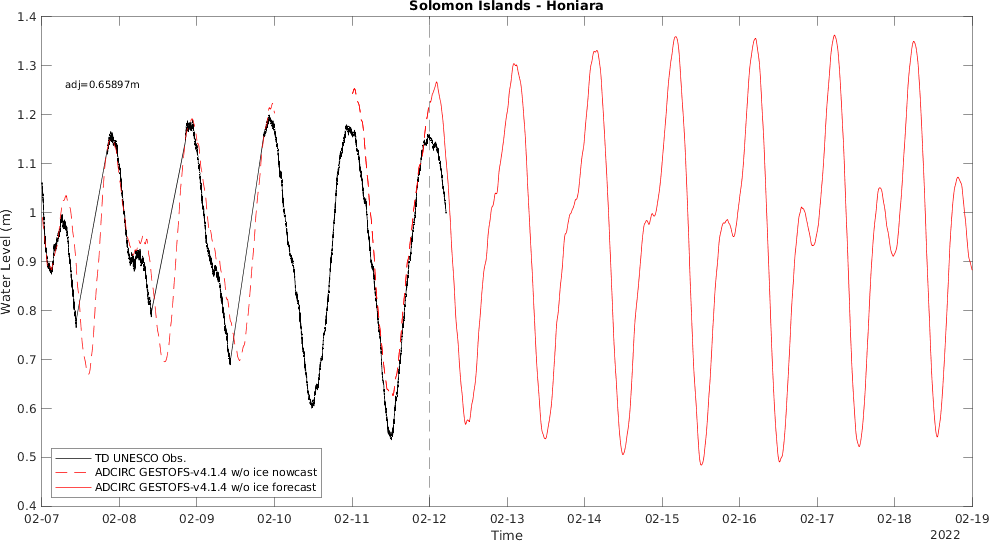 Solomon Islands - Honiara
1.4
1.3
1.2
1.1
1
0.9
0.8
0.7
0.6
0.5
0.4
Water Level (m)
adj=0.65897m
TD UNESCO Obs.
ADCIRC GESTOFS-v4.1.4 w/o ice nowcast
ADCIRC GESTOFS-v4.1.4 w/o ice forecast
02-07 02-08 02-09 02-10 02-11 02-12 02-13 02-14 02-15 02-16 02-17 02-18 02-19
Time
2022